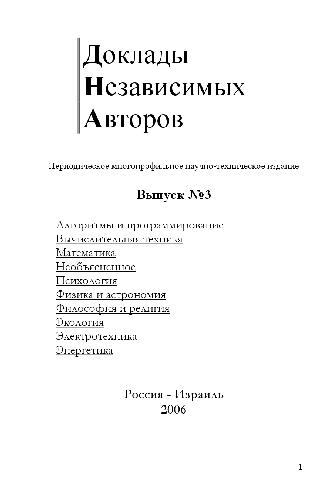 Доклады
Независимых
Авторов
Периодическое многопрофильное научно-техническое издание
Выпуск №3
Алгоритмы и программирование
Вычислительная техника
Математика
Необъясненное
Психология
Физика и астрономия
Философия и религия
Экология
Электротехника
Энергетика
Россия - Израиль
2006
1